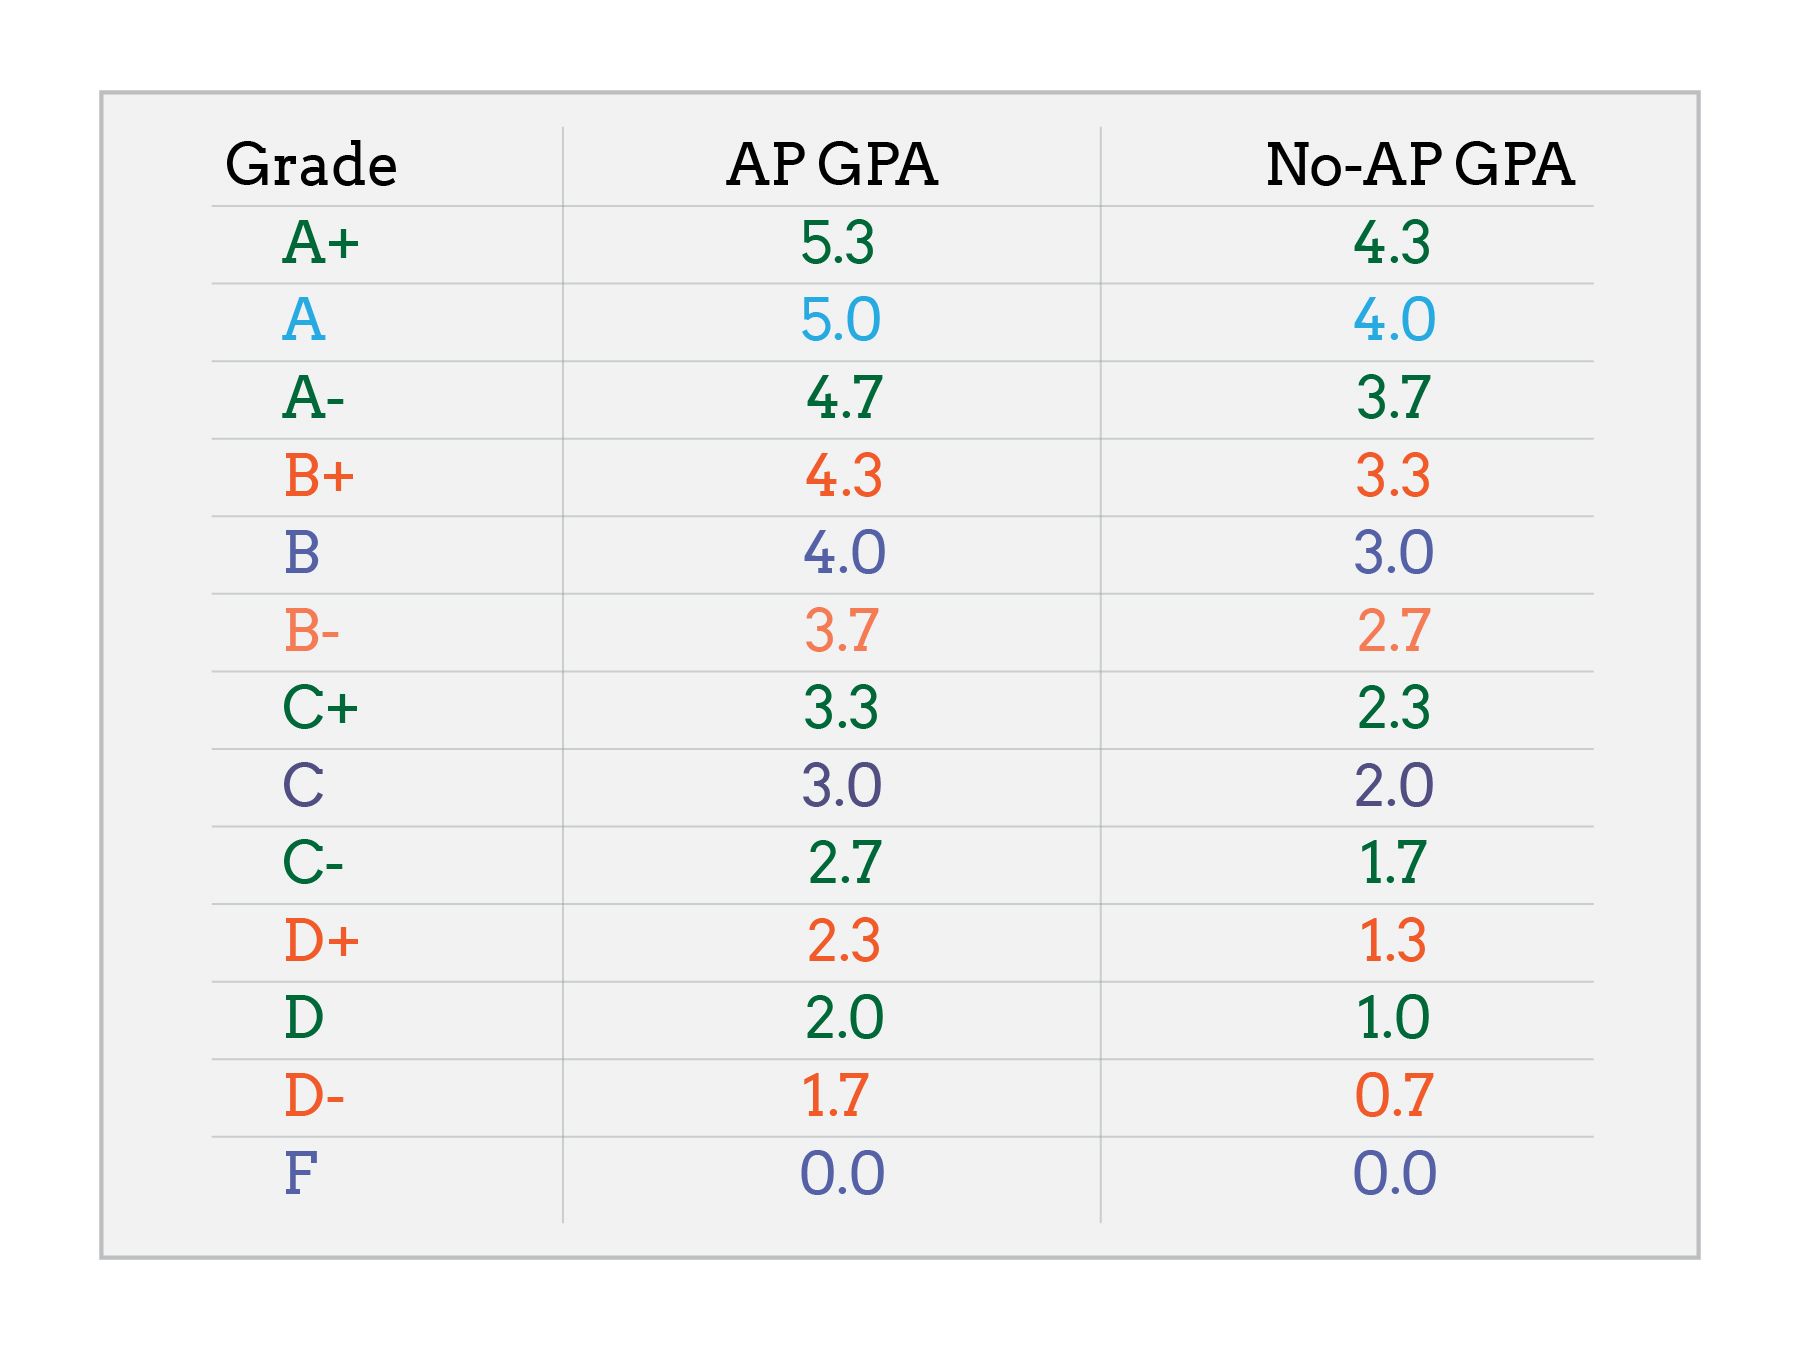 Grade AP GPA No-AP GPA
A+ 5.3 4.3
A 5.0 4.0
A- 4.7 3.7
B+ 4.3 3.3
B 4.0 3.0
B- 3.7 2.7
C+ 3.3 2.3
C 3.0 2.0
C- 2.7 1.7
D+ 2.3 1.3
D 2.0 1.0
D- 1.7 0.7
F 0.0 0.0